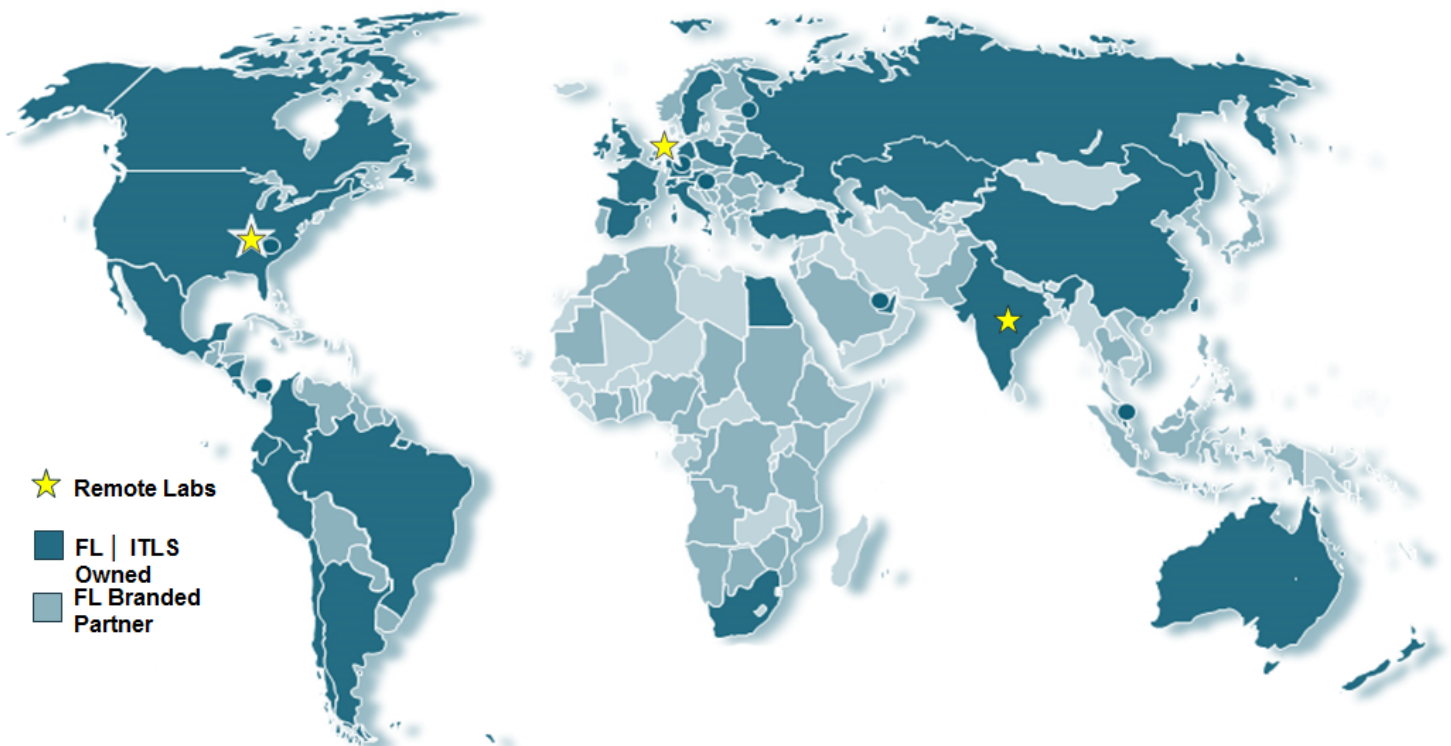 Remote Labs
FL | ITLS
Owned
FL Branded
Partner